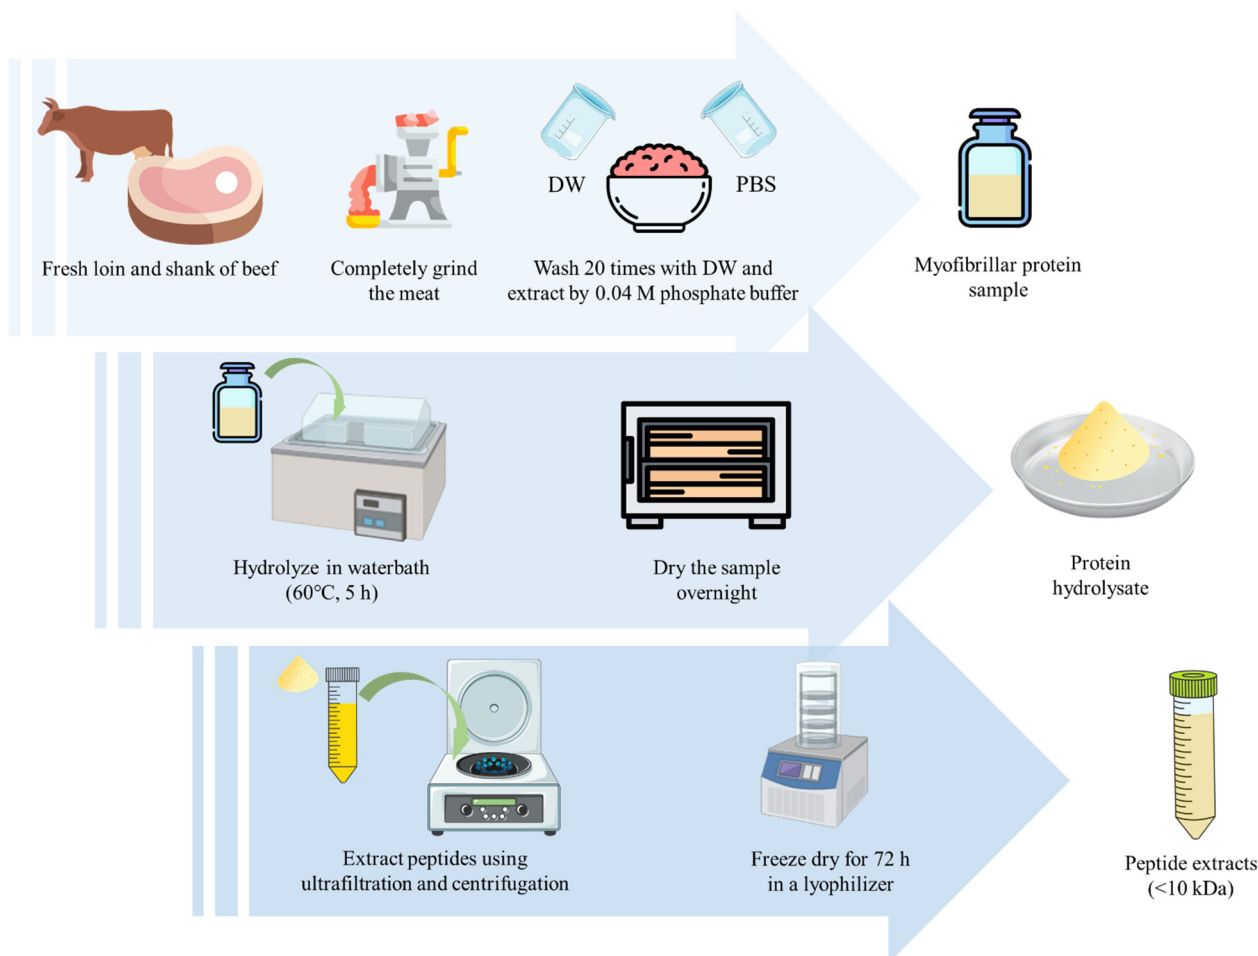 DW
PBS
Fresh loin and shank of beef
Completely grind
the meat
Wash 20 times with DW and
extract by 0.04 M phosphate buffer
Myofibrillar protein
sample
Hydrolyze in waterbath
(60℃, 5 h)
Dry the sample
overnight
Protein
hydrolysate
Extract peptides using
ultrafiltration and centrifugation
Freeze dry for 72 h
in a lyophilizer
Peptide extracts
(<10 kDa)